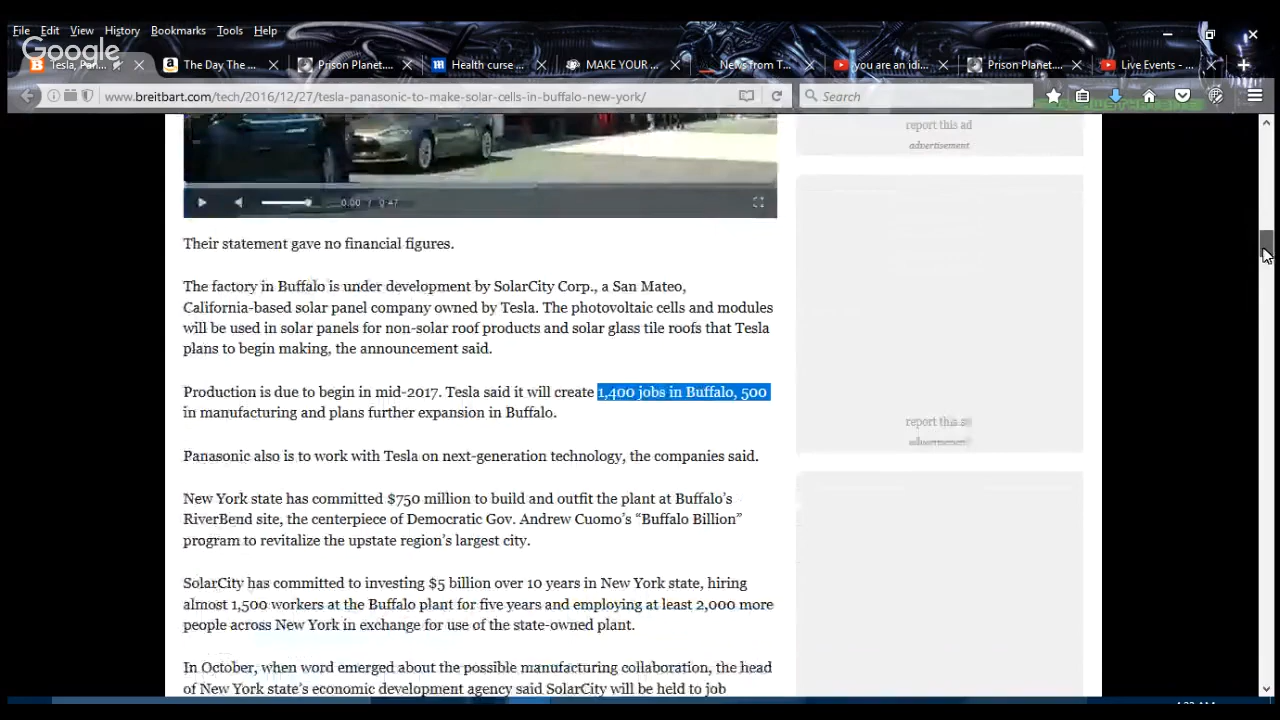 File Edit View History Bookmarks Tools Help
Google
Tesla, Pan...
The Day The ...
Prison Planet....
Health curse ...
MAKE YOUR ...
News from T...
you are an idi...
Prison Planet....
Live Events - ...
www.breitbart.com/tech/2016/12/27/tesla-panasonic-to-make-solar-cells-in-buffalo-new-york/
Search
report this ad
advertisement
0:00 / 0:47
Their statement gave no financial figures.
The factory in Buffalo is under development by SolarCity Corp., a San Mateo,
California-based solar panel company owned by Tesla. The photovoltaic cells and modules
will be used in solar panels for non-solar roof products and solar glass tile roofs that Tesla
plans to begin making, the announcement said.
Production is due to begin in mid-2017. Tesla said it will create 1,400 jobs in Buffalo, 500
in manufacturing and plans further expansion in Buffalo.
report this ad
advertisement
Panasonic also is to work with Tesla on next-generation technology, the companies said.
New York state has committed $750 million to build and outfit the plant at Buffalo’s
RiverBend site, the centerpiece of Democratic Gov. Andrew Cuomo’s “Buffalo Billion”
program to revitalize the upstate region’s largest city.
SolarCity has committed to investing $5 billion over 10 years in New York state, hiring
almost 1,500 workers at the Buffalo plant for five years and employing at least 2,000 more
people across New York in exchange for use of the state-owned plant.
In October, when word emerged about the possible manufacturing collaboration, the head
of New York state’s economic development agency said SolarCity will be held to job